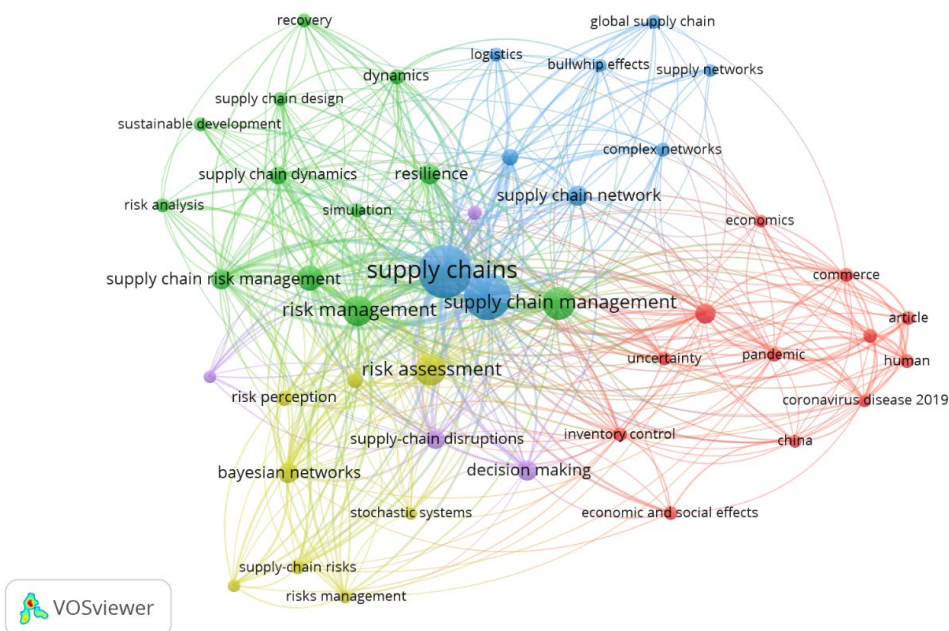 recovery
global supply chain
logistics
bullwhip effects
supply networks
dynamics
supply chain design
sustainable development
complex networks
supply chain dynamics
resilience
supply chain network
risk analysis
simulation
economics
supply chains
commerce
supply chain risk management
risk management
supply chain management
article
uncertainty
pandemic
human
risk assessment
risk perception
coronavirus disease 2019
supply-chain disruptions
inventory control
china
bayesian networks
decision making
stochastic systems
economic and social effects
supply-chain risks
risks management
VOSviewer